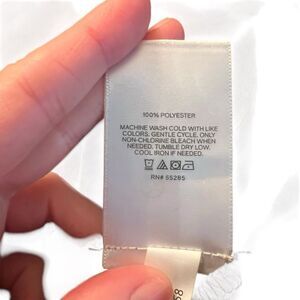 100% POLYESTER
MACHINE WASH COLD WITH LIKE
COLORS, GENTLE CYCLE, ONLY
NON-CHLORINE BLEACH WHEN
NEEDED, TUMBLE DRY LOW,
COOL IRON IF NEEDED.
RN# 55285
58